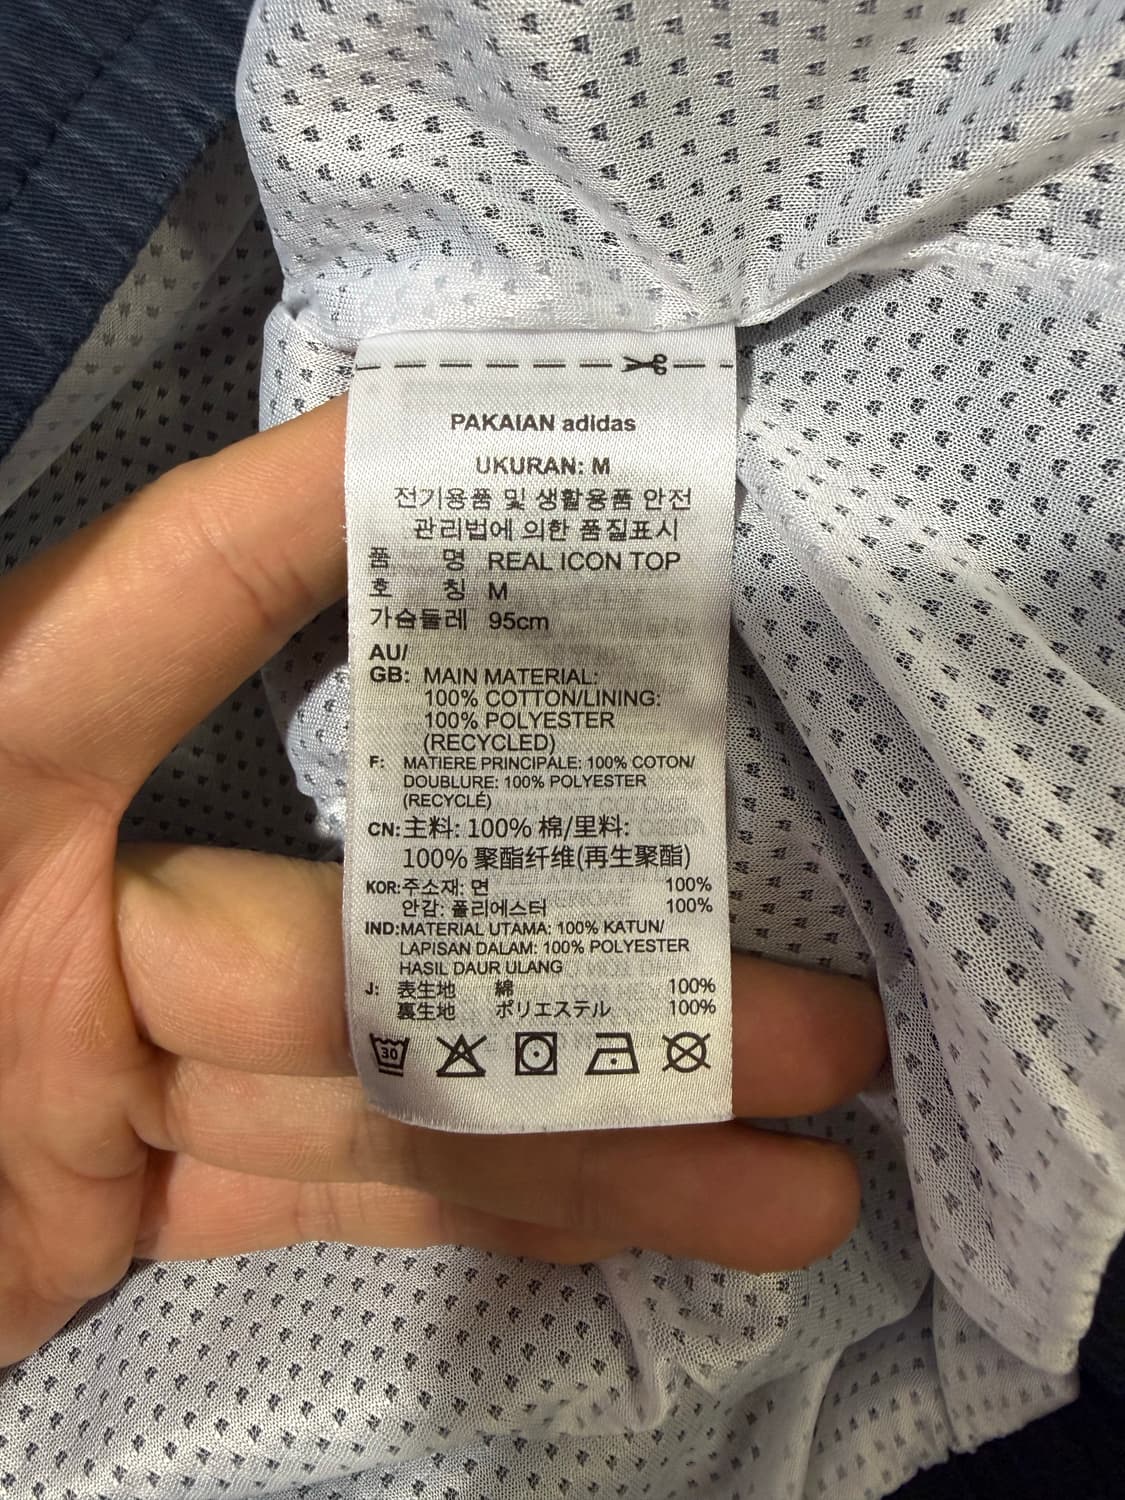 PAKAIAN adidas
UKURAN: M
전기용품 및 생활용품 안전
관리법에 의한 품질표시
품 명 REAL ICON TOP
호 칭 M
가슴둘레 95cm
AU/
GB: MAIN MATERIAL:
100% COTTON/LINING:
100% POLYESTER
(RECYCLED)
F: MATIERE PRINCIPALE: 100% COTON/
DOUBLURE: 100% POLYESTER
(RECYCLÉ)
CN:主料: 100% 棉/里料:
100% 聚酯纤维(再生聚酯)
KOR:주소재: 면 100%
안감: 폴리에스터 100%
IND:MATERIAL UTAMA: 100% KATUN/
LAPISAN DALAM: 100% POLYESTER
HASIL DAUR ULANG
J: 表生地 綿 100%
裏生地 ポリエステル 100%
30